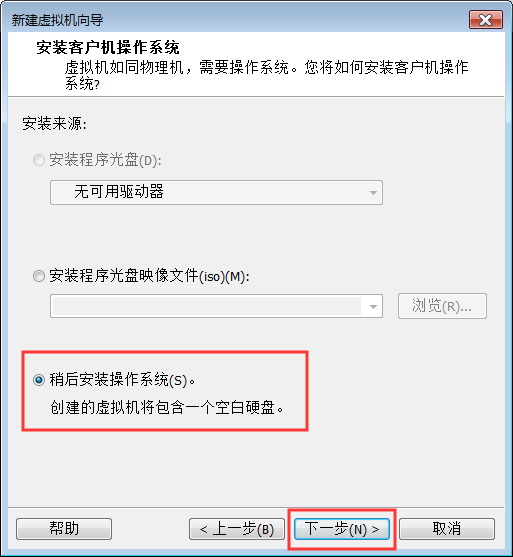 新建虚拟机向导
安装客户机操作系统
虚拟机如同物理机，需要操作系统。您将如何安装客户机操作
系统?
安装来源:
安装程序光盘(D):
无可用驱动器
安装程序光盘映像文件(iso)(M):
浏览(R)...
稍后安装操作系统(S)。
创建的虚拟机将包含一个空白硬盘。
帮助 < 上一步(B) 下一步(N) > 取消